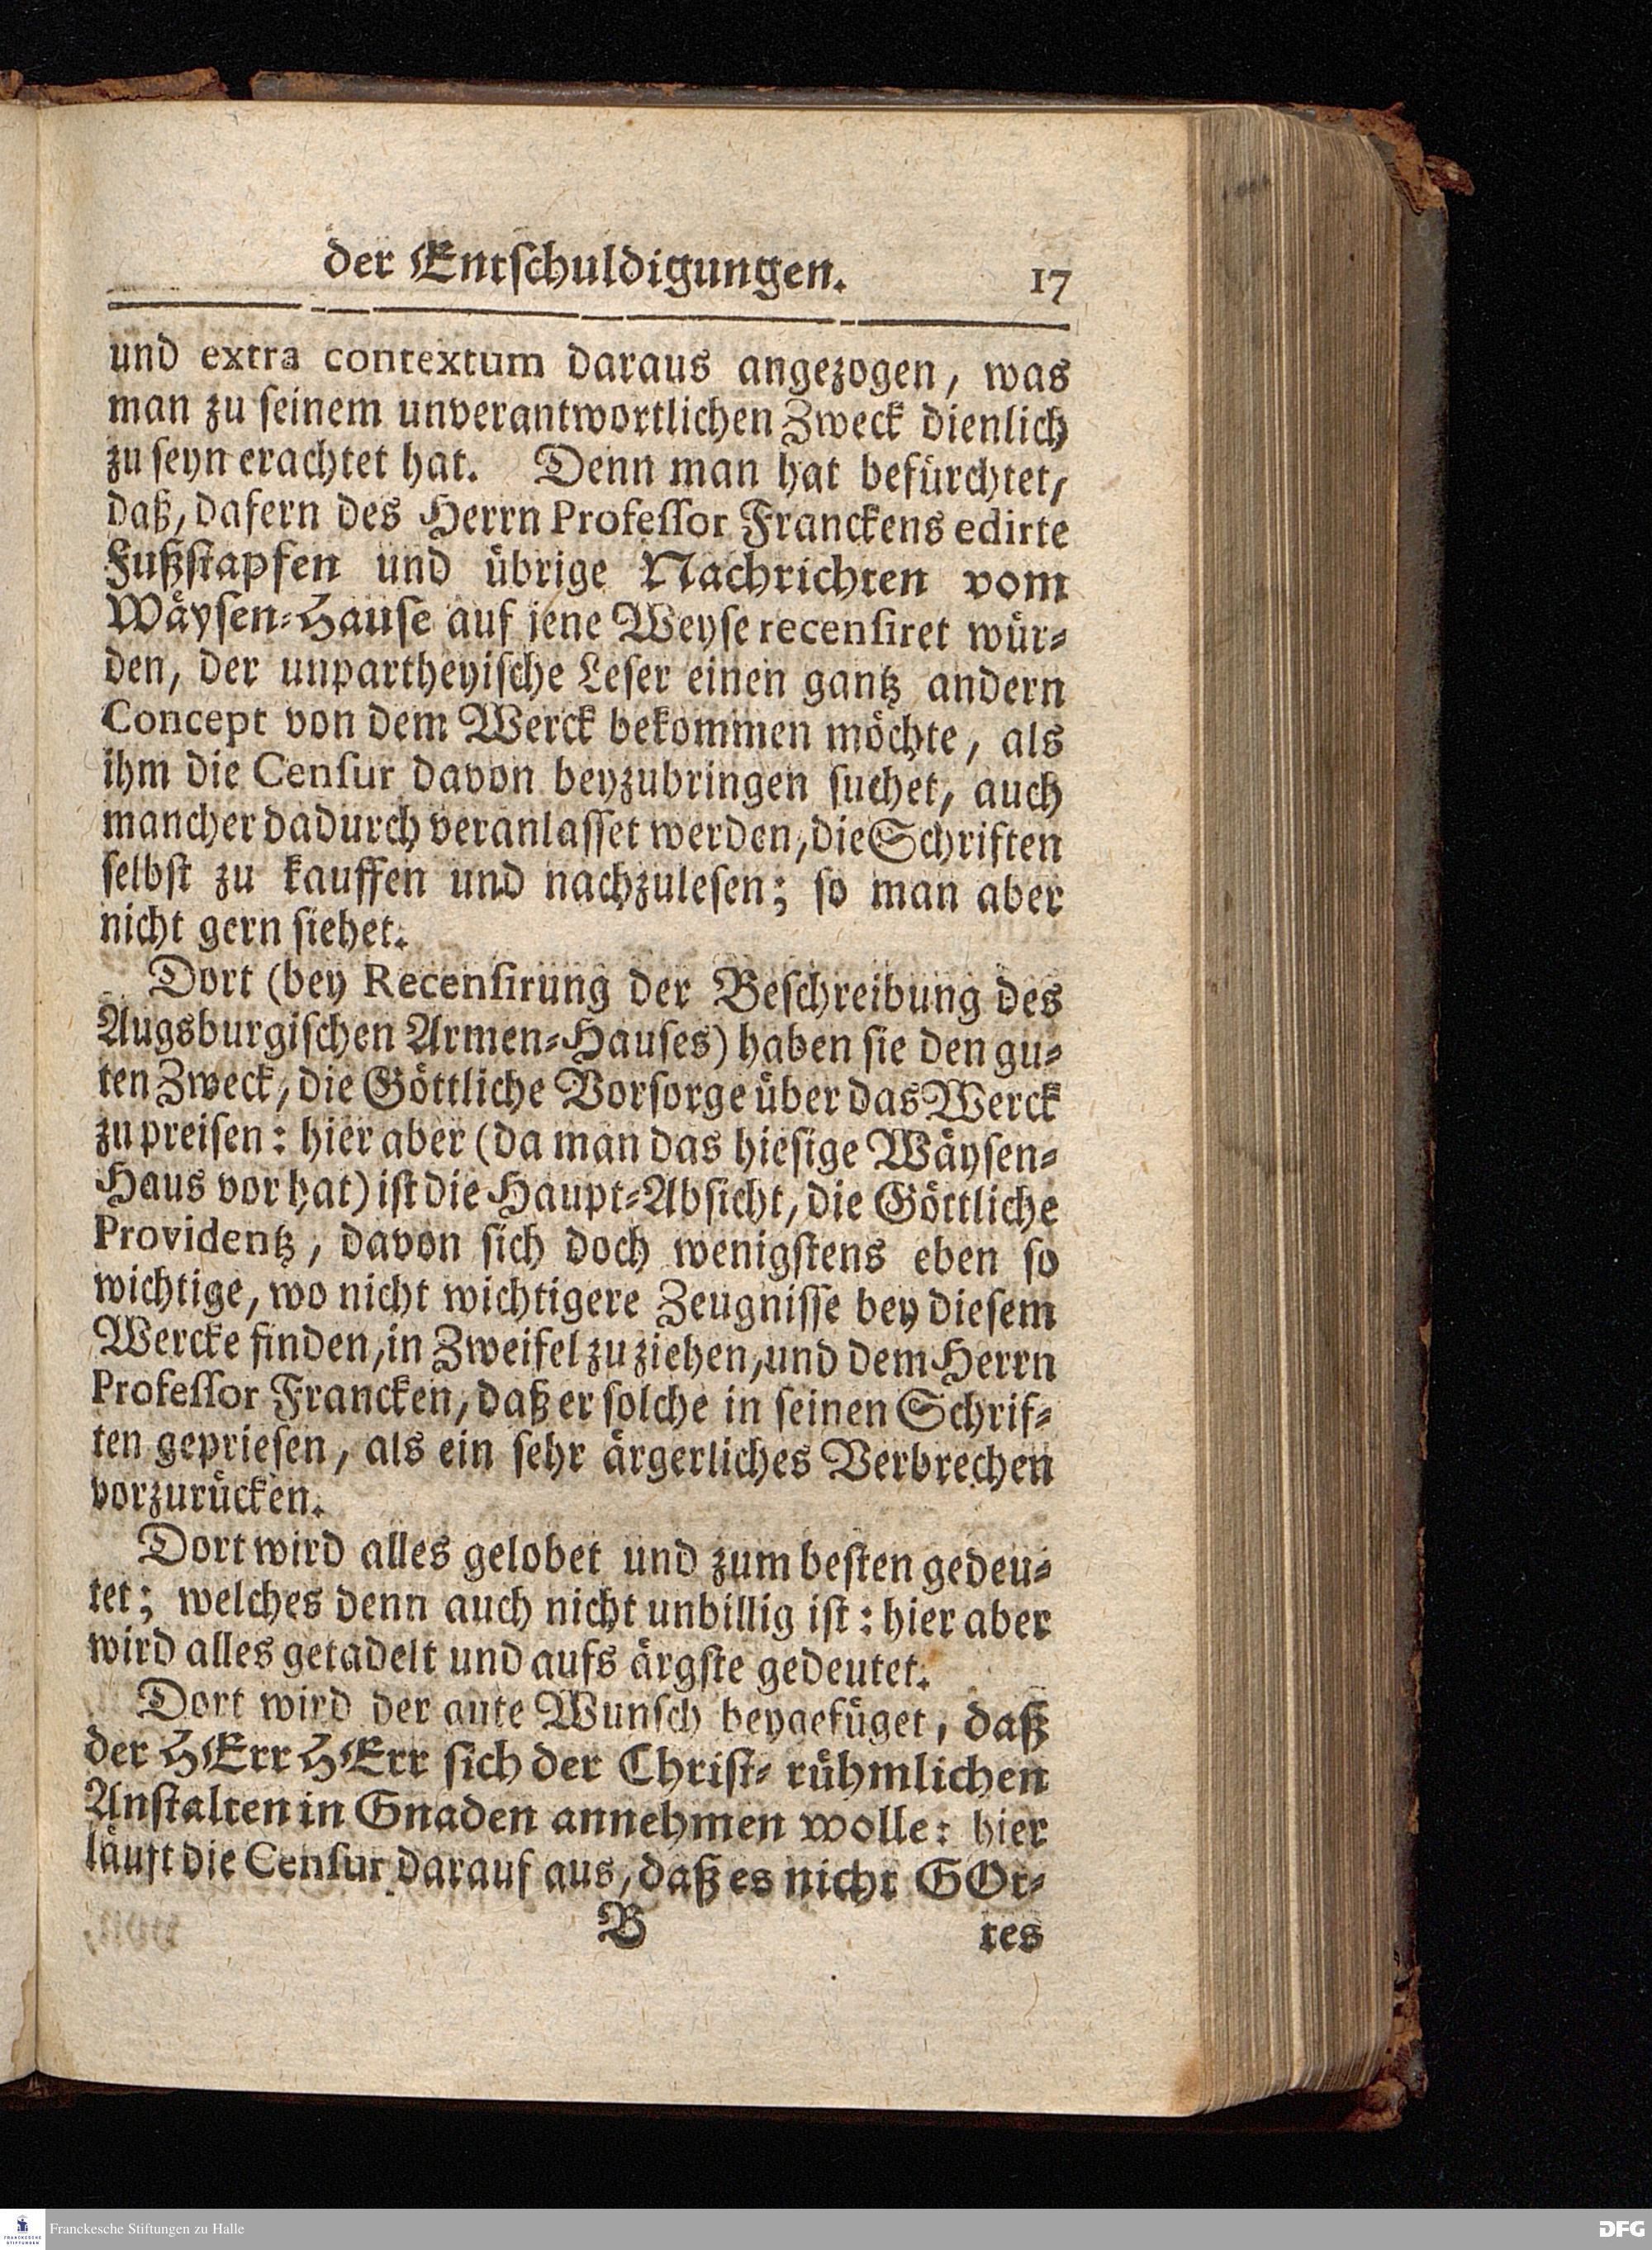 der Entschuldigungen. 17
und extra contextum daraus angezogen, was
man zu seinem unverantwortlichen Zweck dienlich
zu seyn erachtet hat. Denn man hat befürchtet,
daß, dafern des Herrn Professor Franckens edirte
Fußstapfen und übrige Nachrichten vom
Wäysen-Hause auf jene Weyse recensiret wür-
den, der unpartheyische Leser einen gantz andern
Concept von dem Werck bekommen möchte, als
ihm die Censur davon beyzubringen suchet, auch
mancher dadurch veranlasset werden, die Schriften
selbst zu kauffen und nachzulesen; so man aber
nicht gern siehet.
Dort (bey Recensirung der Beschreibung des
Augsburgischen Armen-Hauses) haben sie den gu-
ten Zweck, die Göttliche Vorsorge über das Werck
zu preisen: hier aber (da man das hiesige Wäysen-
Haus vor hat) ist die Haupt-Absicht, die Göttliche
Providentz, davon sich doch wenigstens eben so
wichtige, wo nicht wichtigere Zeugnisse bey diesem
Wercke finden, in Zweifel zu ziehen, und dem Herrn
Professor Francken, daß er solche in seinen Schrif-
ten gepriesen, als ein sehr ärgerliches Verbrechen
vorzurücken.
Dort wird alles gelobet und zum besten gedeu-
tet; welches denn auch nicht unbillig ist: hier aber
wird alles getadelt und aufs ärgste gedeutet.
Dort wird der gute Wunsch beygefüget, daß
der HErr HErr sich der Christ-rühmlichen
Anstalten in Gnaden annehmen wolle: hier
läuft die Censur darauf aus, daß es nicht GOt-
B tes
Franckesche Stiftungen zu Halle
DFG